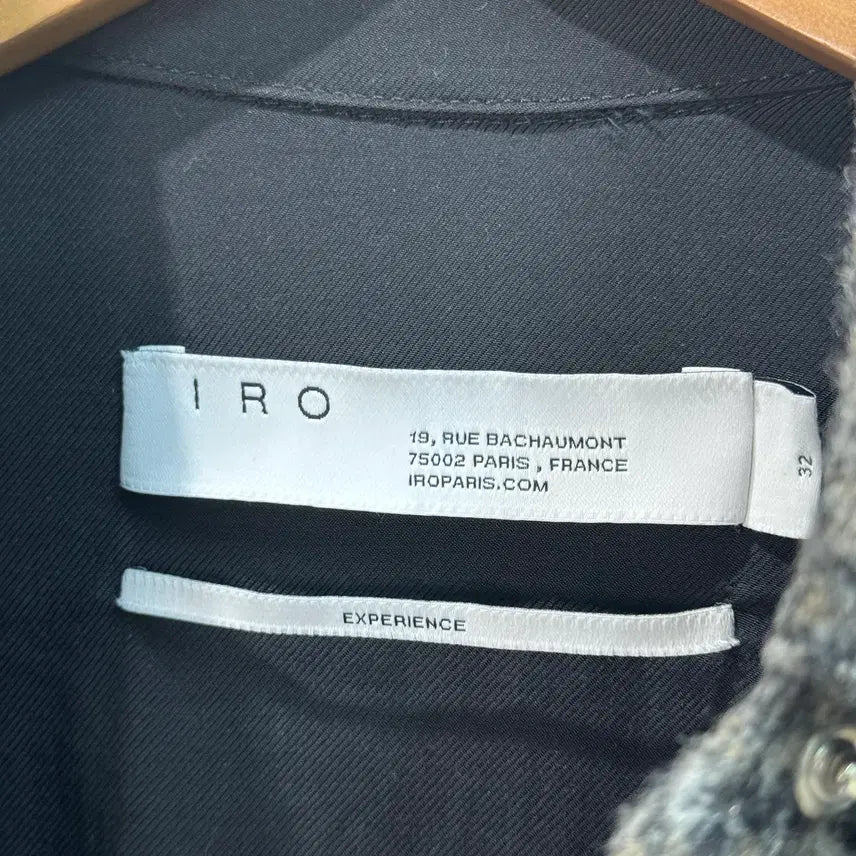 IRO
19, RUE BACHAUMONT
75002 PARIS , FRANCE
IROPARIS.COM
32
EXPERIENCE